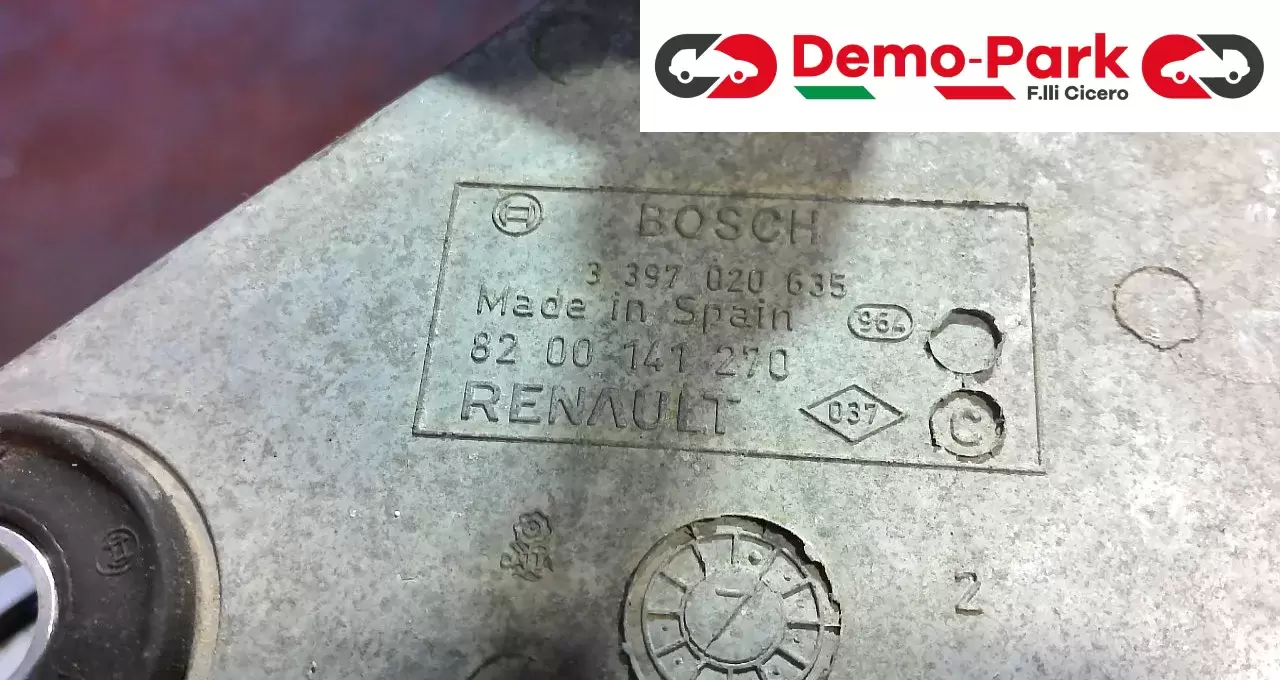 Demo-Park
F.lli Cicero
BOSCH
3 397 020 635
Made in Spain
964
82 00 141 270
RENAULT
037
C
2
7